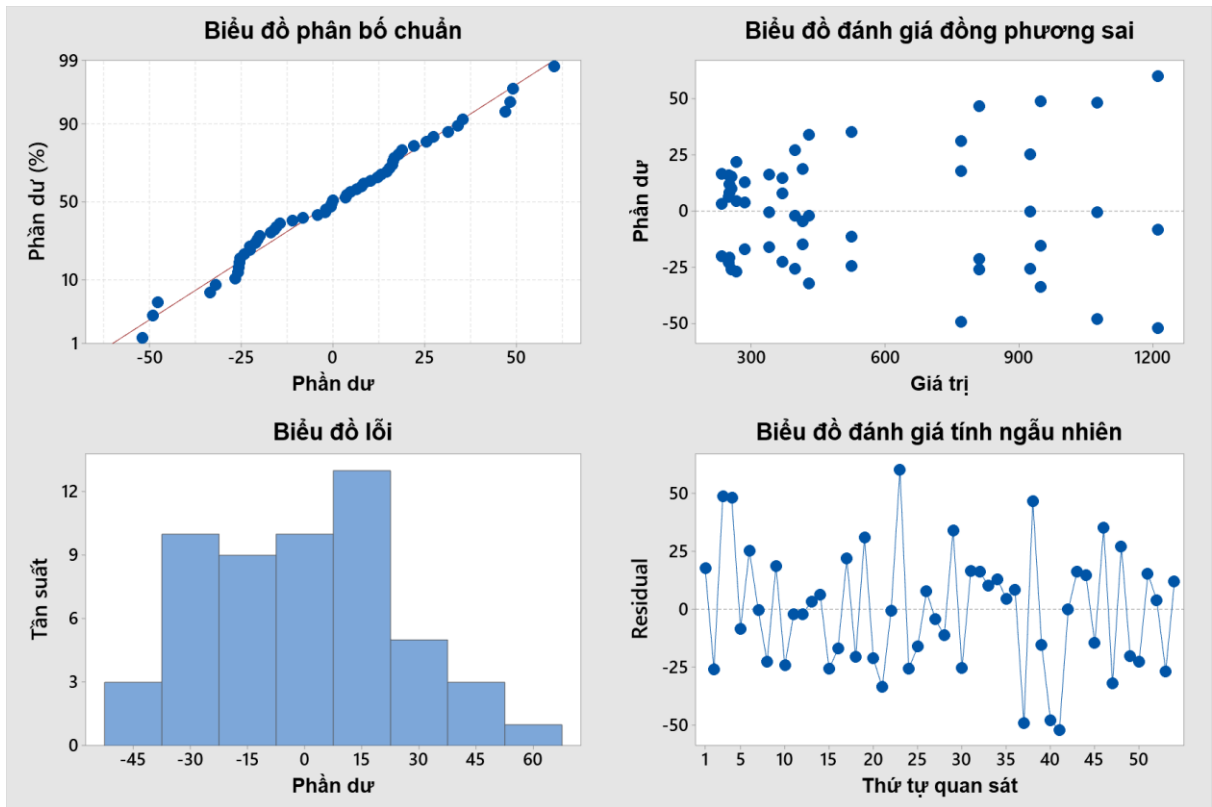 Biểu đồ phân bố chuẩn
Phần dư (%)
99
90
50
10
1
-50 -25 0 25 50
Phần dư
Biểu đồ đánh giá đồng phương sai
Phần dư
50
25
0
-25
-50
300 600 900 1200
Giá trị
Biểu đồ lỗi
Tần suất
12
9
6
3
0
-45 -30 -15 0 15 30 45 60
Phần dư
Biểu đồ đánh giá tính ngẫu nhiên
Residual
50
25
0
-25
-50
1 5 10 15 20 25 30 35 40 45 50
Thứ tự quan sát